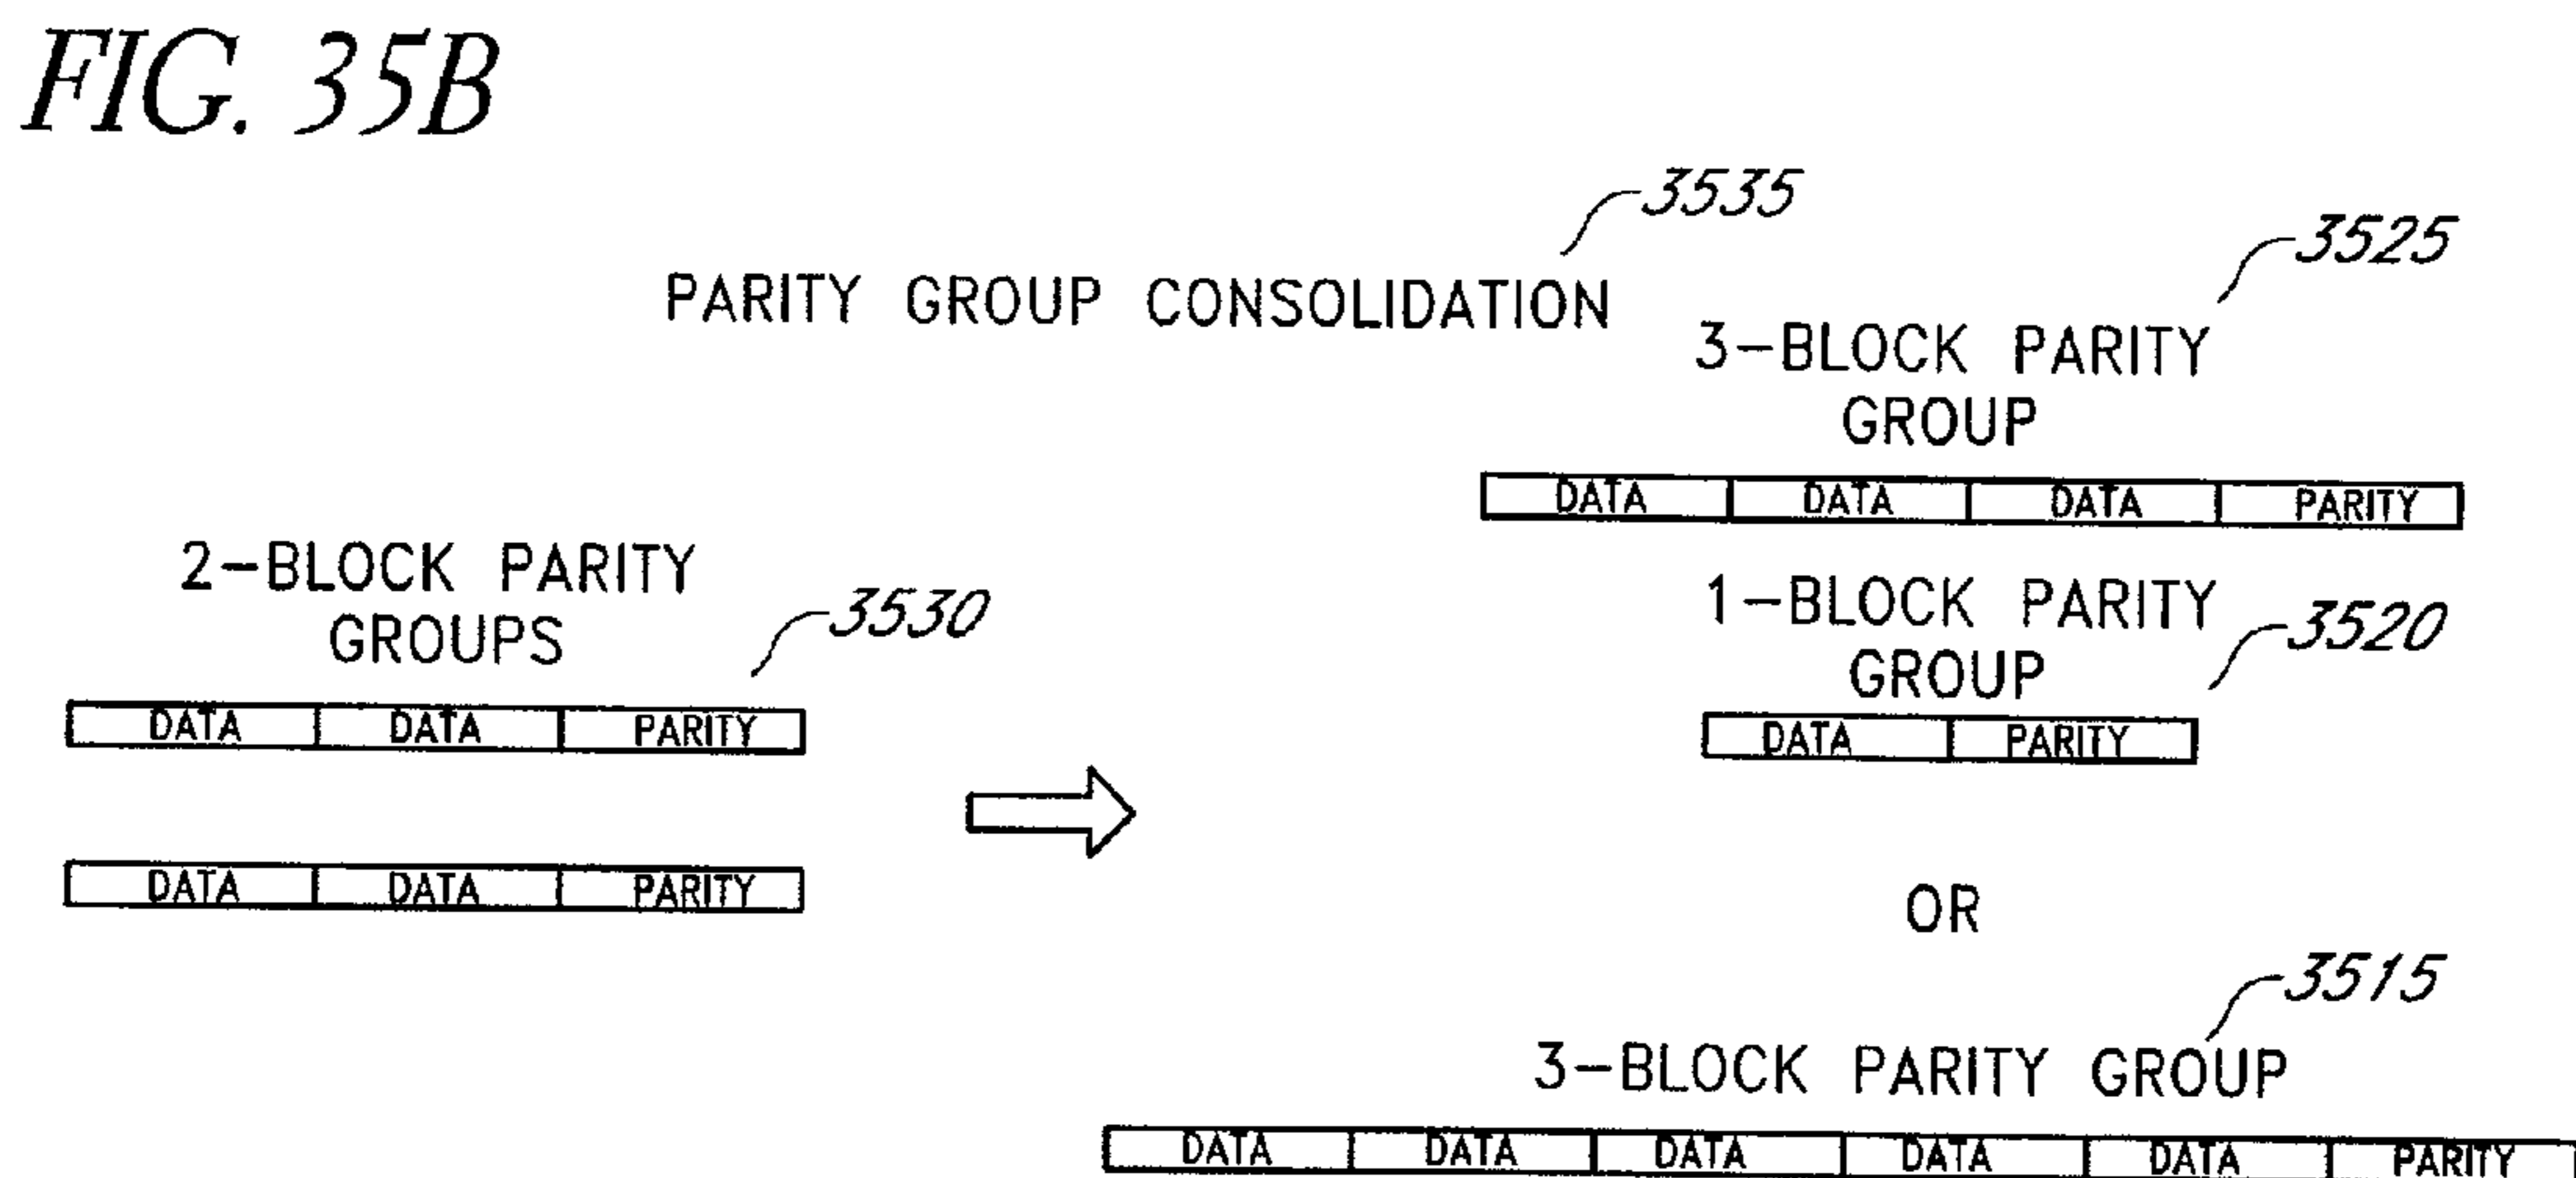 FIG. 35B
3535
PARITY GROUP CONSOLIDATION
3525
3-BLOCK PARITY
GROUP
DATA DATA DATA PARITY
2-BLOCK PARITY
GROUPS
3530
DATA DATA PARITY
DATA DATA PARITY
1-BLOCK PARITY
GROUP
3520
DATA PARITY
OR
3515
3-BLOCK PARITY GROUP
DATA DATA DATA DATA DATA PARITY